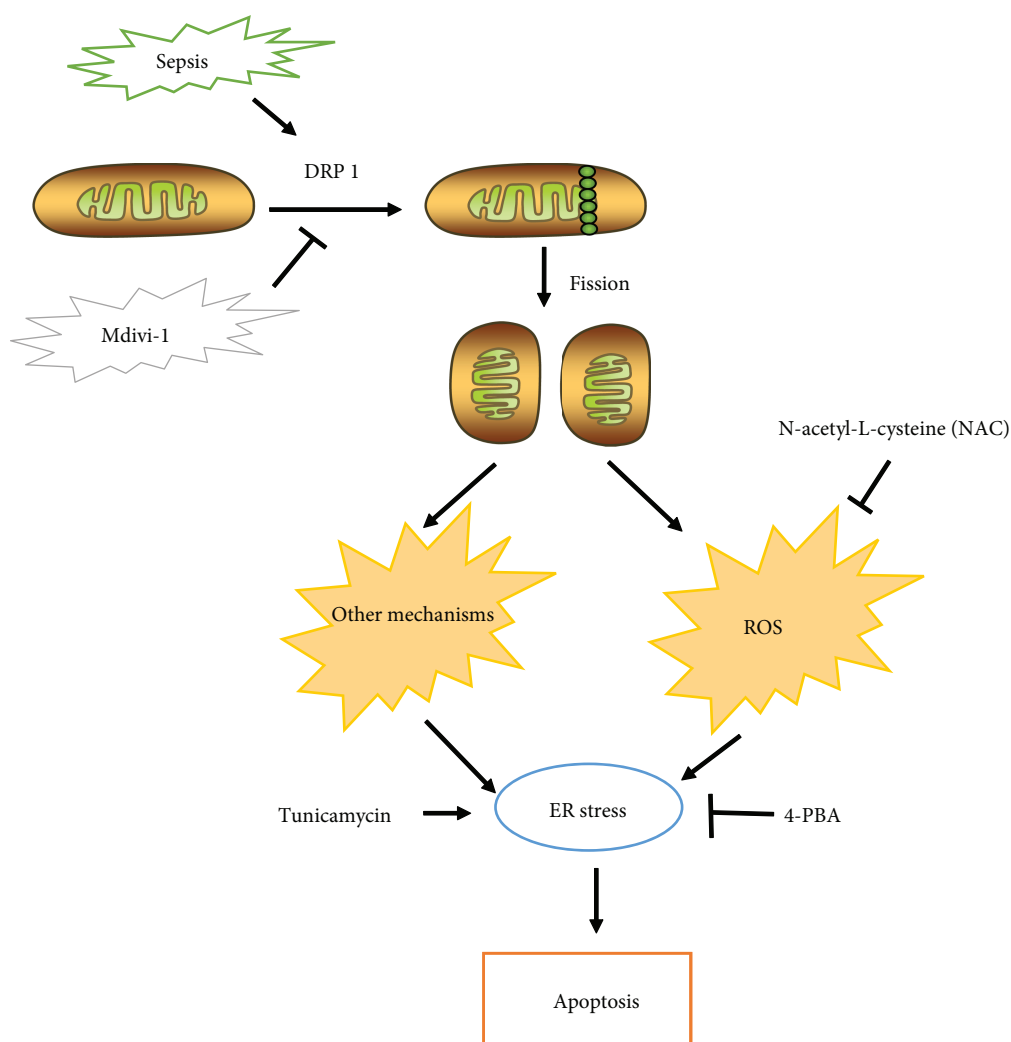 Sepsis
DRP 1
Fission
Mdivi-1
N-acetyl-L-cysteine (NAC)
Other mechanisms
ROS
Tunicamycin
ER stress
4-PBA
Apoptosis